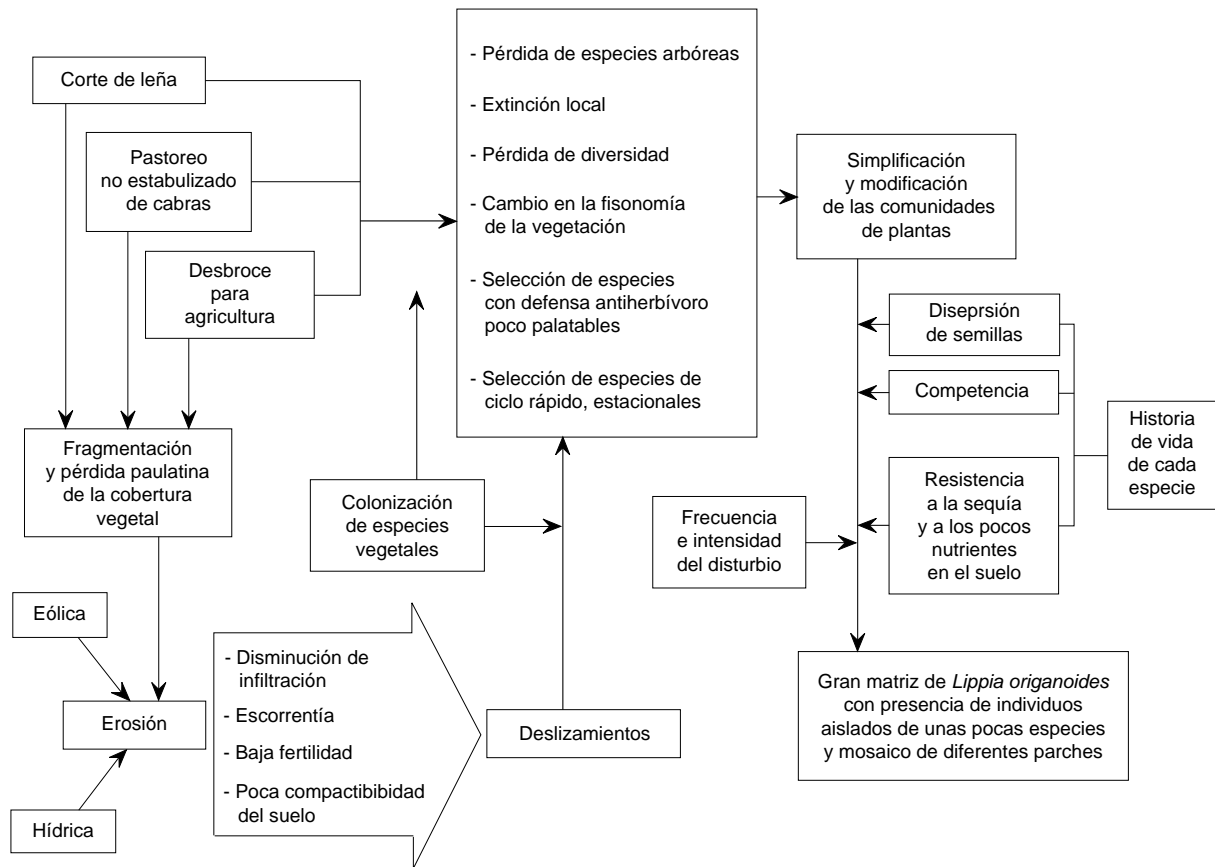 Corte de leña
Pastoreo
no estabulizado
de cabras
Desbroce
para
agricultura
Fragmentación
y pérdida paulatina
de la cobertura
vegetal
Eólica
Erosión
Hídrica
- Disminución de
infiltración
- Escorrentía
- Baja fertilidad
- Poca compactibibidad
del suelo
Deslizamientos
Colonización
de especies
vegetales
- Pérdida de especies arbóreas
- Extinción local
- Pérdida de diversidad
- Cambio en la fisonomía
de la vegetación
- Selección de especies
con defensa antiherbívoro
poco palatables
- Selección de especies de
ciclo rápido, estacionales
Simplificación
y modificación
de las comunidades
de plantas
Diseprsión
de semillas
Competencia
Resistencia
a la sequía
y a los pocos
nutrientes
en el suelo
Historia
de vida
de cada
especie
Frecuencia
e intensidad
del disturbio
Gran matriz de Lippia origanoides
con presencia de individuos
aislados de unas pocas especies
y mosaico de diferentes parches